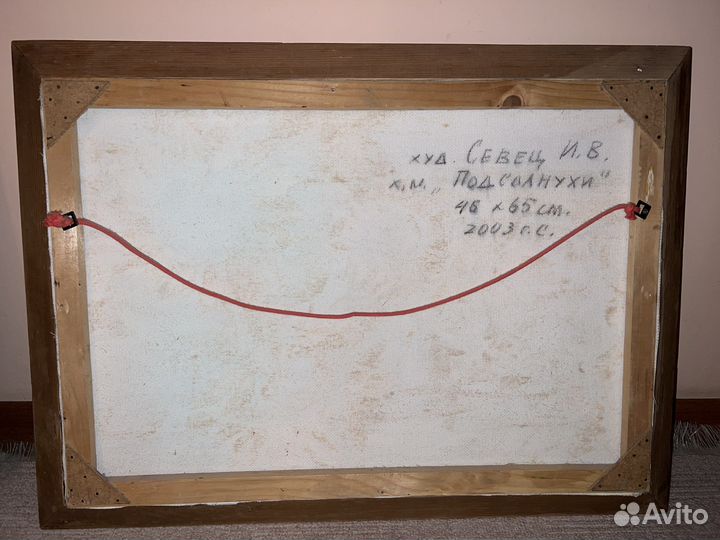 худ. СЕВЕЦ И.В.
х.м. „ПОДСОЛНУХИ"
46 х 65 см.
2003 г. С.
Avito